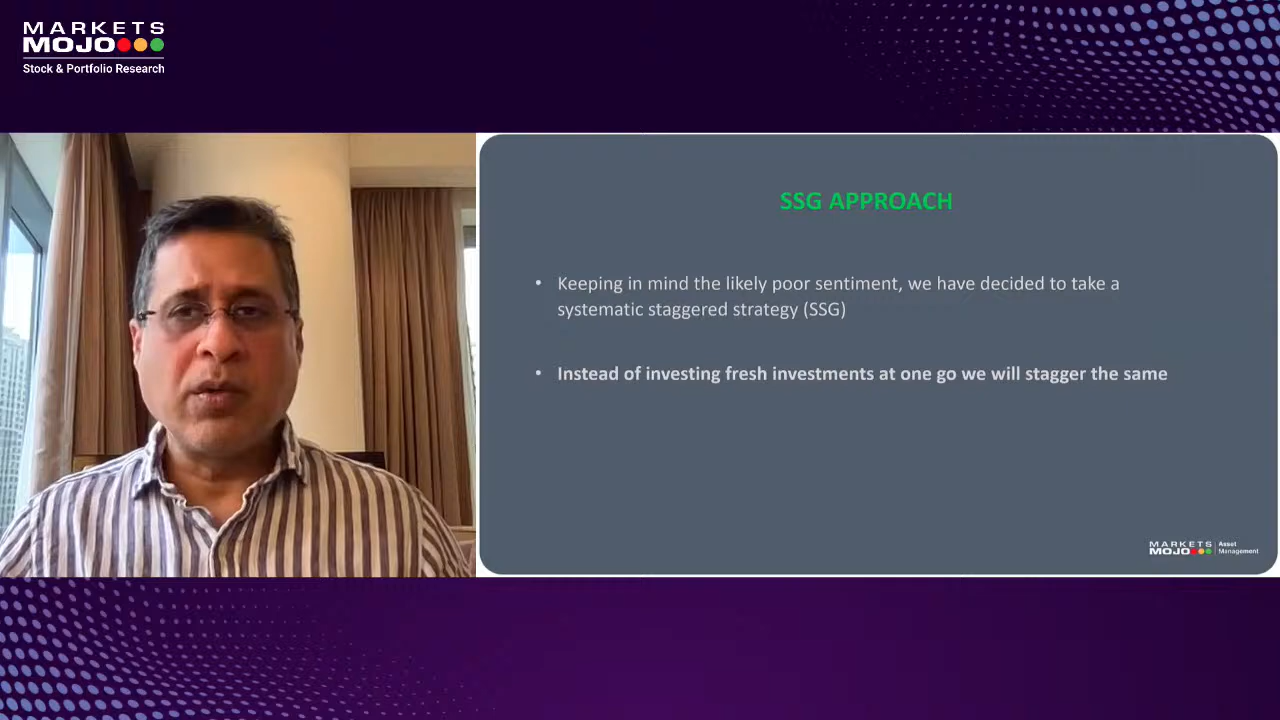 MARKETS
MOJO
Stock & Portfolio Research
SSG APPROACH
• Keeping in mind the likely poor sentiment, we have decided to take a
systematic staggered strategy (SSG)
• Instead of investing fresh investments at one go we will stagger the same
MARKETS
MOJO
Asset
Management